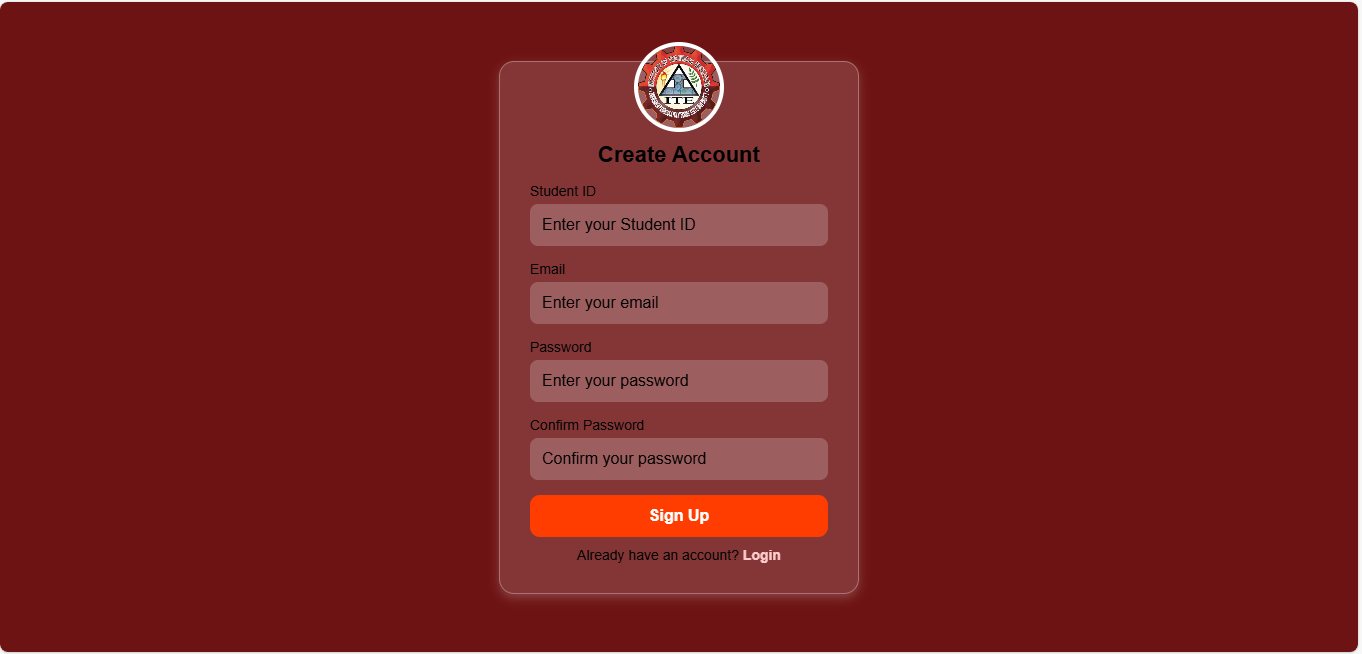 ITE
Create Account
Student ID
Enter your Student ID
Email
Enter your email
Password
Enter your password
Confirm Password
Confirm your password
Sign Up
Already have an account? Login